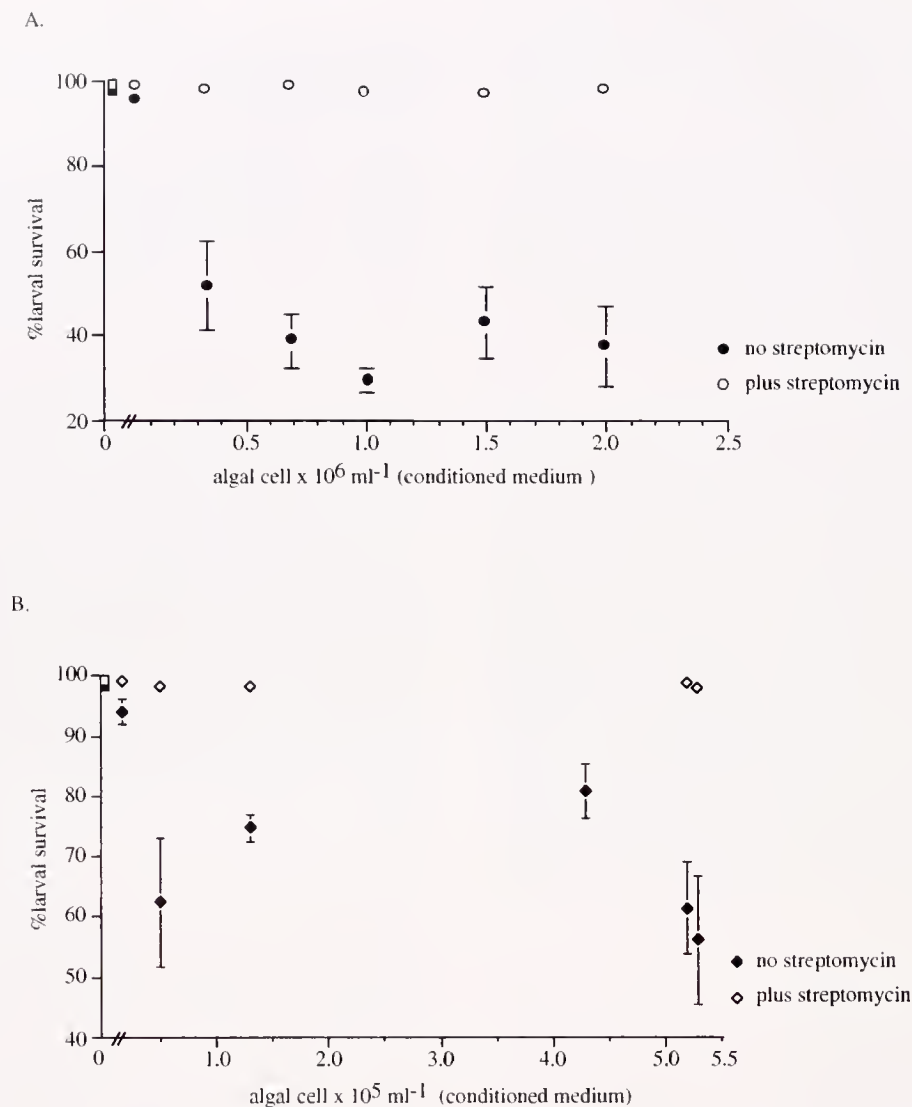 A.
100
80
60
40
20
%larval survival
0 0.5 1.0 1.5 2.0 2.5
algal cell x 10⁶ ml⁻¹ (conditioned medium )
● no streptomycin
○ plus streptomycin
B.
100
90
80
70
60
50
40
%larval survival
0 1.0 2.0 3.0 4.0 5.0 5.5
algal cell x 10⁵ ml⁻¹ (conditioned medium)
◆ no streptomycin
◇ plus streptomycin